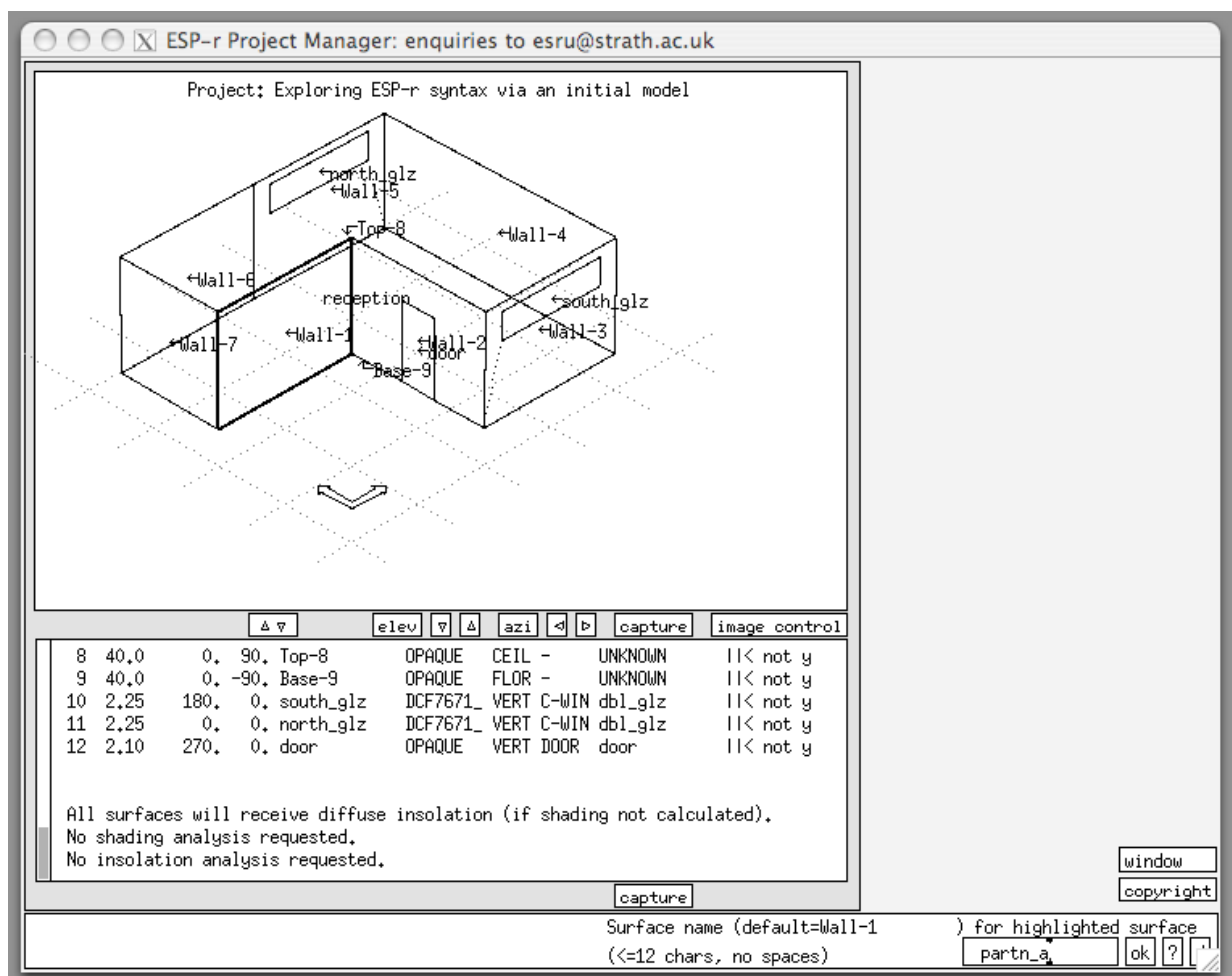 X ESP-r Project Manager: enquiries to esru@strath.ac.uk
Project: Exploring ESP-r syntax via an initial model
north_glz
Wall-5
Top-8
Wall-4
Wall-6
reception
south_glz
Wall-1
Wall-3
Wall-7
Wall-2
door
Base-9
elev
azi
capture
image control
8 40.0 0. 90. Top-8 OPAQUE CEIL - UNKNOWN ||< not y
9 40.0 0. -90. Base-9 OPAQUE FLOR - UNKNOWN ||< not y
10 2.25 180. 0. south_glz DCF7671_ VERT C-WIN dbl_glz ||< not y
11 2.25 0. 0. north_glz DCF7671_ VERT C-WIN dbl_glz ||< not y
12 2.10 270. 0. door OPAQUE VERT DOOR door ||< not y
All surfaces will receive diffuse insolation (if shading not calculated).
No shading analysis requested.
No insolation analysis requested.
window
copyright
capture
Surface name (default=Wall-1 ) for highlighted surface
(<=12 chars, no spaces) partn_a ok ?